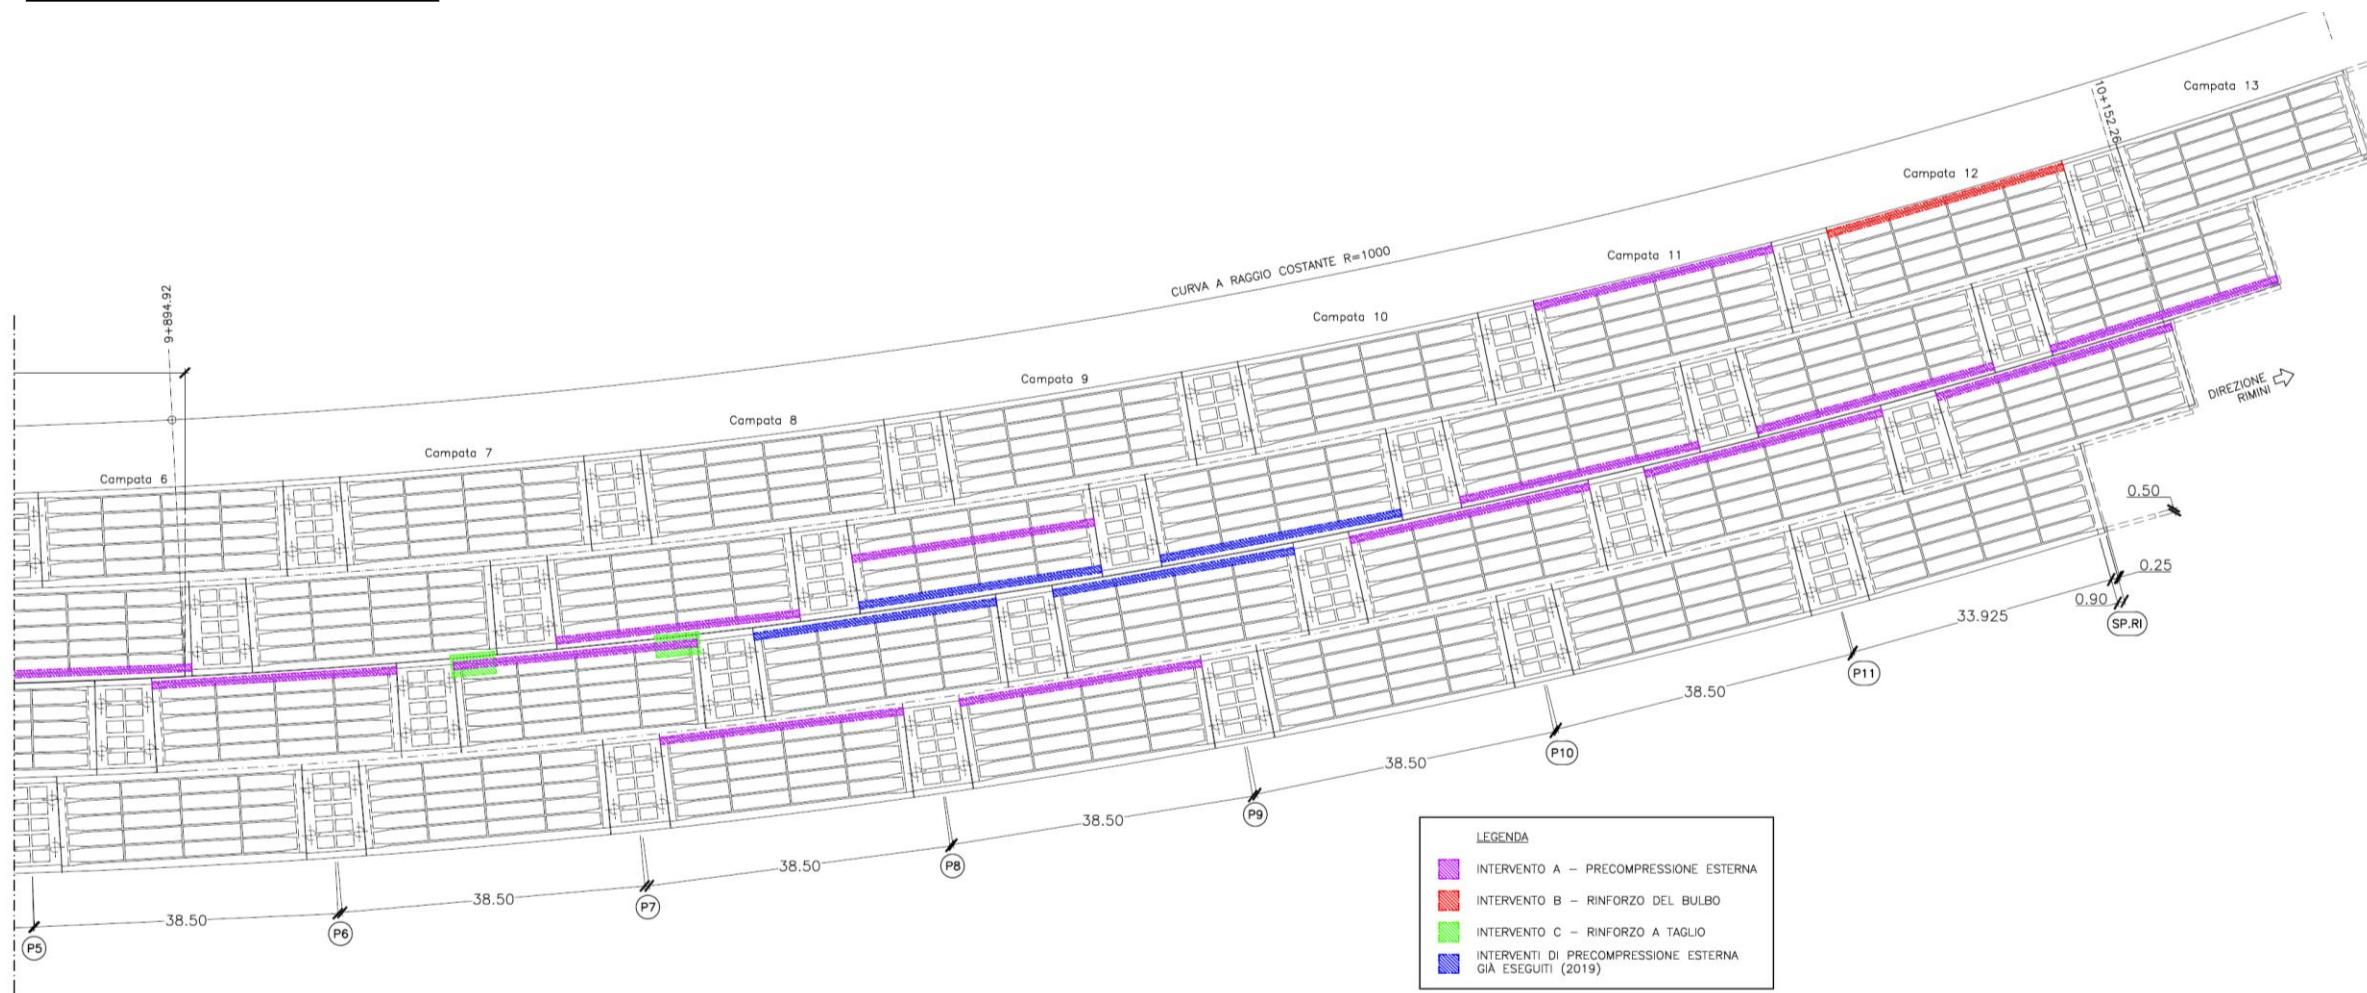 10+152.26
Campata 13
Campata 12
Campata 11
CURVA A RAGGIO COSTANTE R=1000
9+894.92
Campata 10
Campata 9
DIREZIONE
RIMINI
Campata 8
Campata 7
Campata 6
0.50
0.25
0.90
SP.RI
33.925
P11
38.50
P10
38.50
P9
38.50
P8
38.50
P7
38.50
P6
38.50
P5
LEGENDA
INTERVENTO A – PRECOMPRESSIONE ESTERNA
INTERVENTO B – RINFORZO DEL BULBO
INTERVENTO C – RINFORZO A TAGLIO
INTERVENTI DI PRECOMPRESSIONE ESTERNA
GIÀ ESEGUITI (2019)